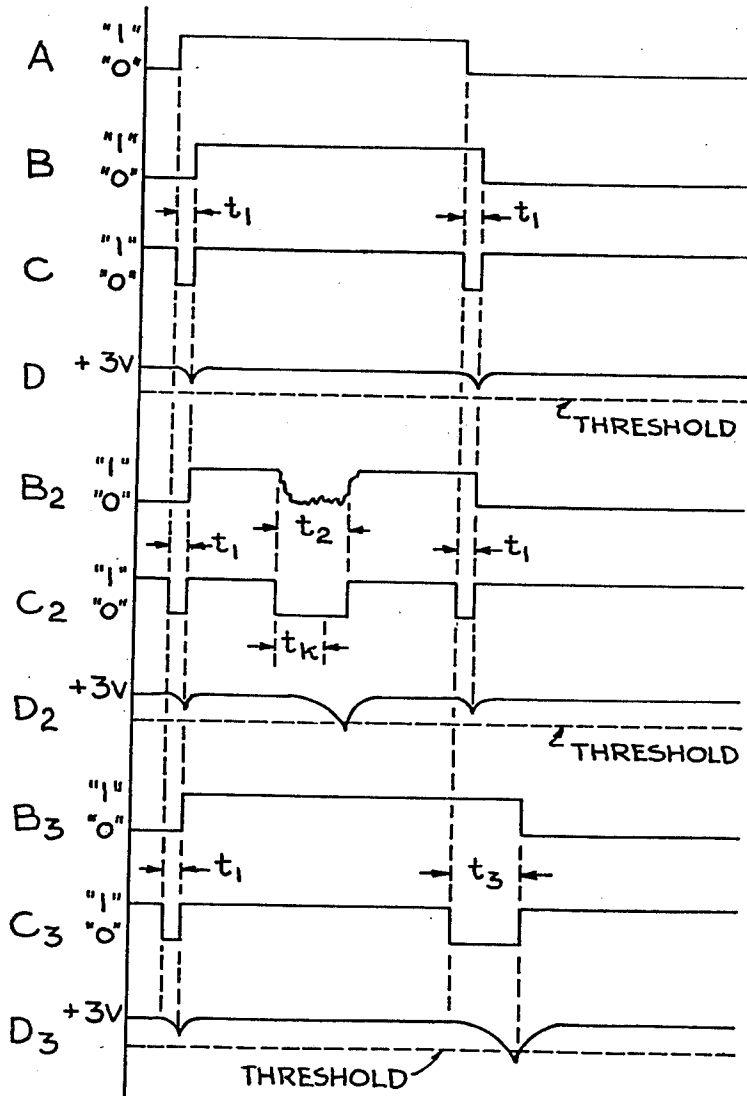 A "1"
"0"
B "1"
"0"
t1 t1
C "1"
"0"
D +3V
THRESHOLD
B2 "1"
"0"
t1 t2 t1
C2 "1"
"0"
tk
D2 +3V
THRESHOLD
B3 "1"
"0"
t1 t3
C3 "1"
"0"
D3 +3V
THRESHOLD